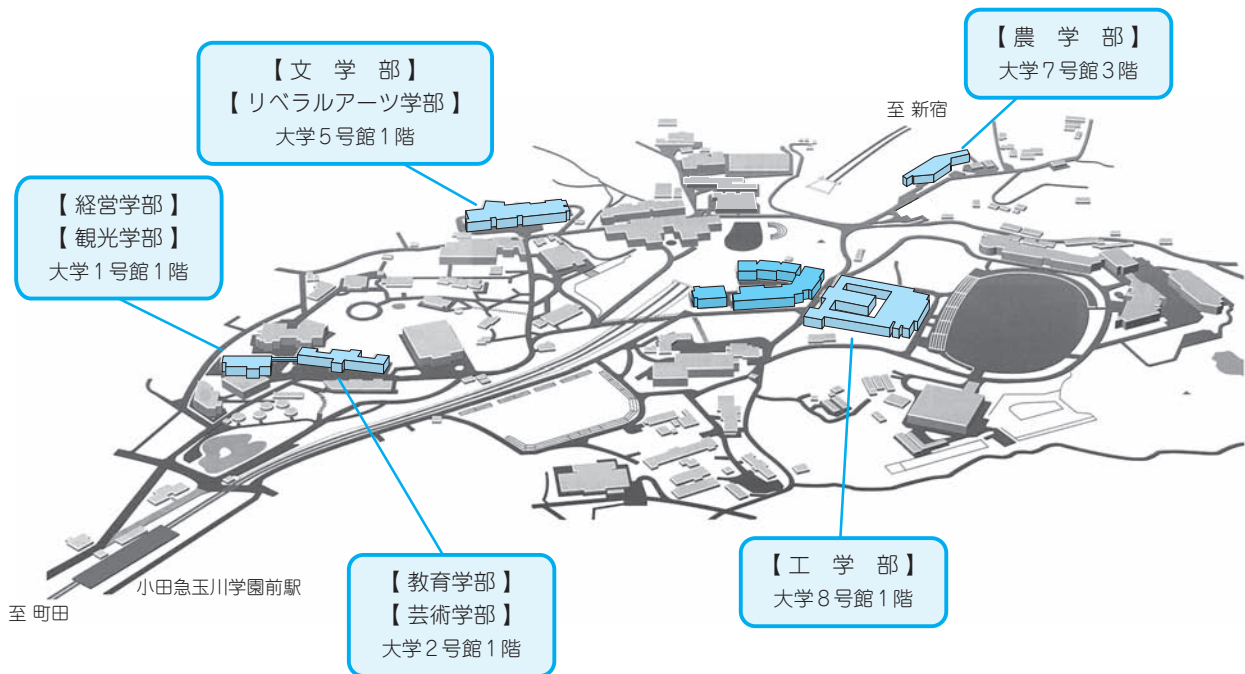 【 農　学　部 】
大学７号館３階
【 文　学　部 】
【 リベラルアーツ学部 】
大学５号館１階
至 新宿
【 経営学部 】
【 観光学部 】
大学１号館１階
【 工　学　部 】
大学８号館１階
【 教育学部 】
【 芸術学部 】
大学２号館１階
小田急玉川学園前駅
至 町田